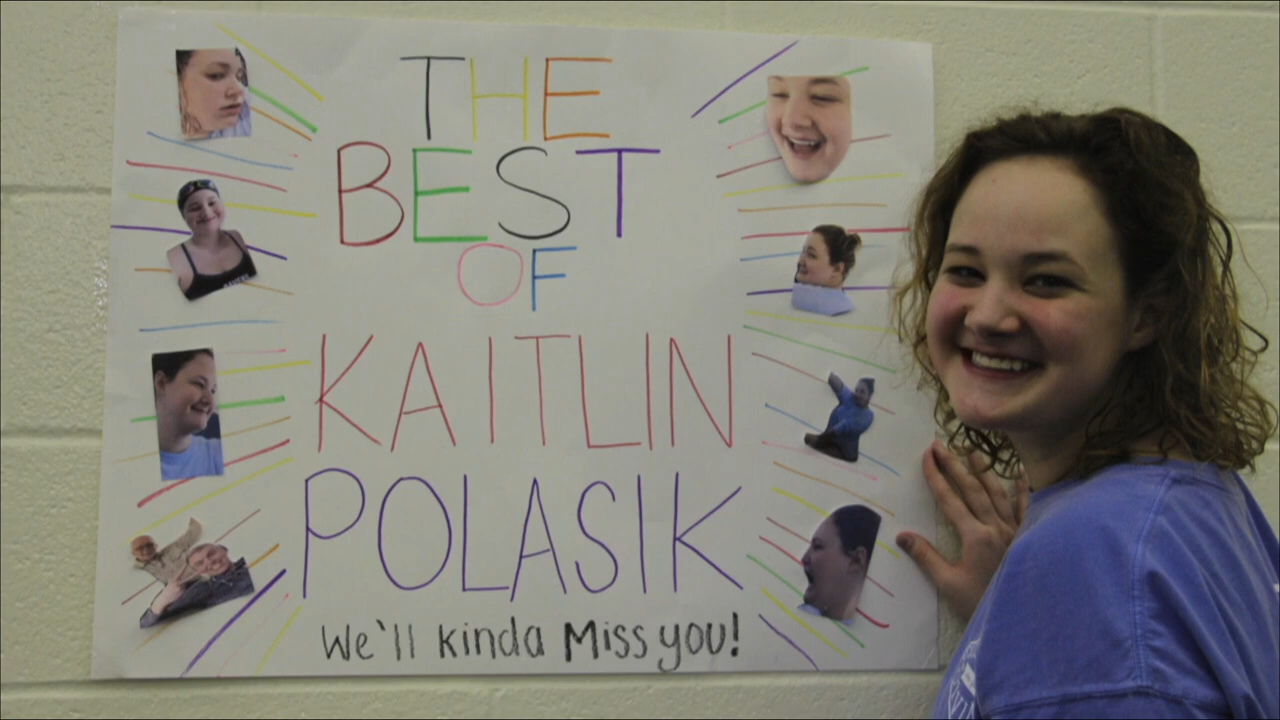 THE
BEST
OF
KAITLIN
POLASIK
We'll kinda Miss you!